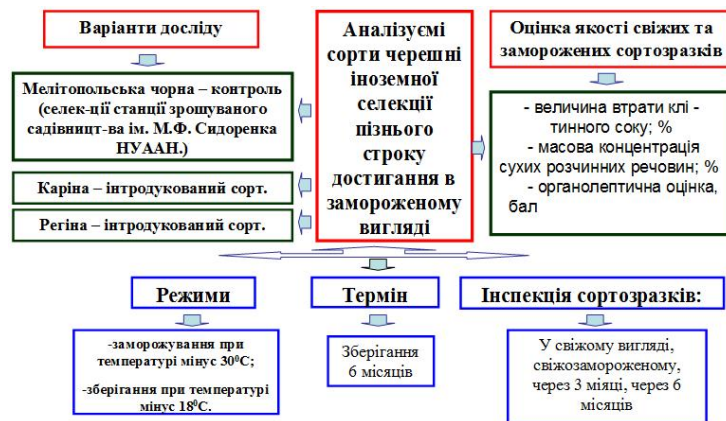 Варіанти досліду
Мелітопольська чорна – контроль
(селек-ції станції зрошуваного
садівницт-ва ім. М.Ф. Сидоренка
НУААН.)
Каріна – інтродукований сорт.
Регіна – інтродукований сорт.
Аналізуємі
сорти черешні
іноземної
селекції
пізнього
строку
достигання в
замороженому
вигляді
Оцінка якості свіжих та
заморожених сортозразків
- величина втрати клі -
тинного соку; %
- масова концентрація
сухих розчинних речовин; %
- органолептична оцінка,
бал
Режими
-заморожування при
температурі мінус 30⁰С;
-зберігання при температурі
мінус 18⁰С.
Термін
Зберігання
6 місяців
Інспекція сортозразків:
У свіжому вигляді,
свіжозамороженому,
через 3 міяці, через 6
місяців